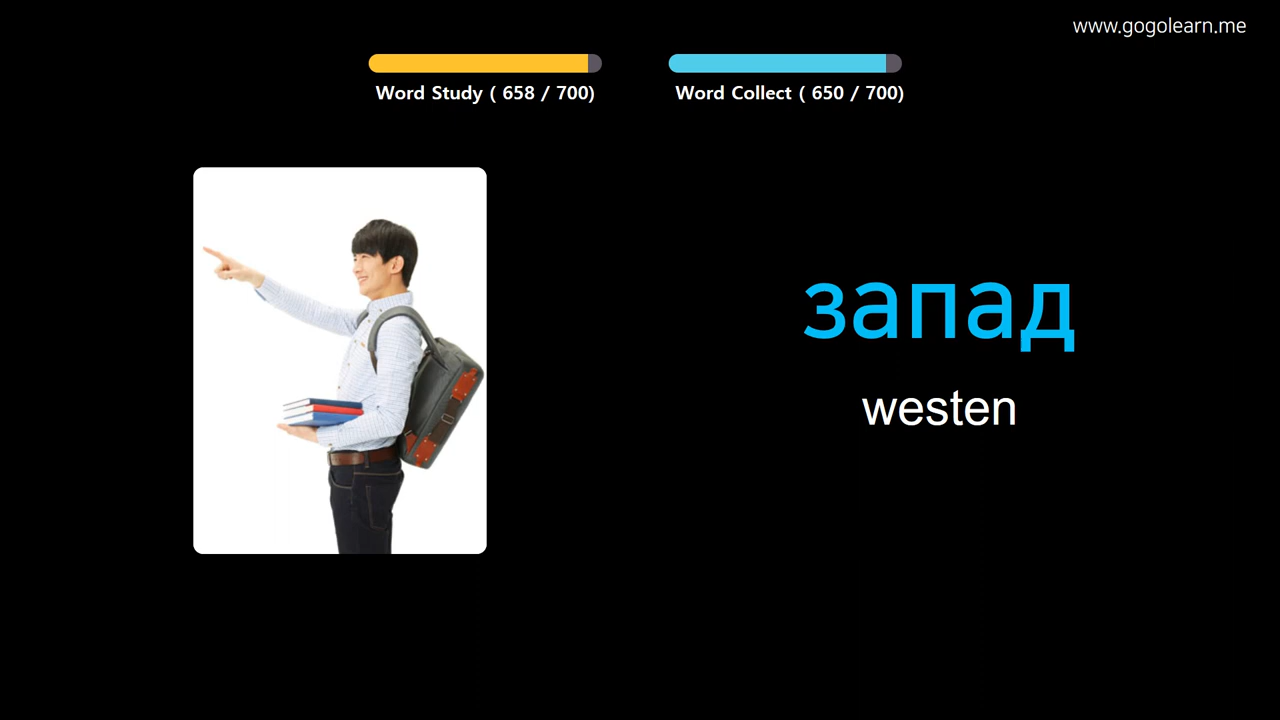 www.gogolearn.me
Word Study ( 658 / 700)
Word Collect ( 650 / 700)
запад
westen